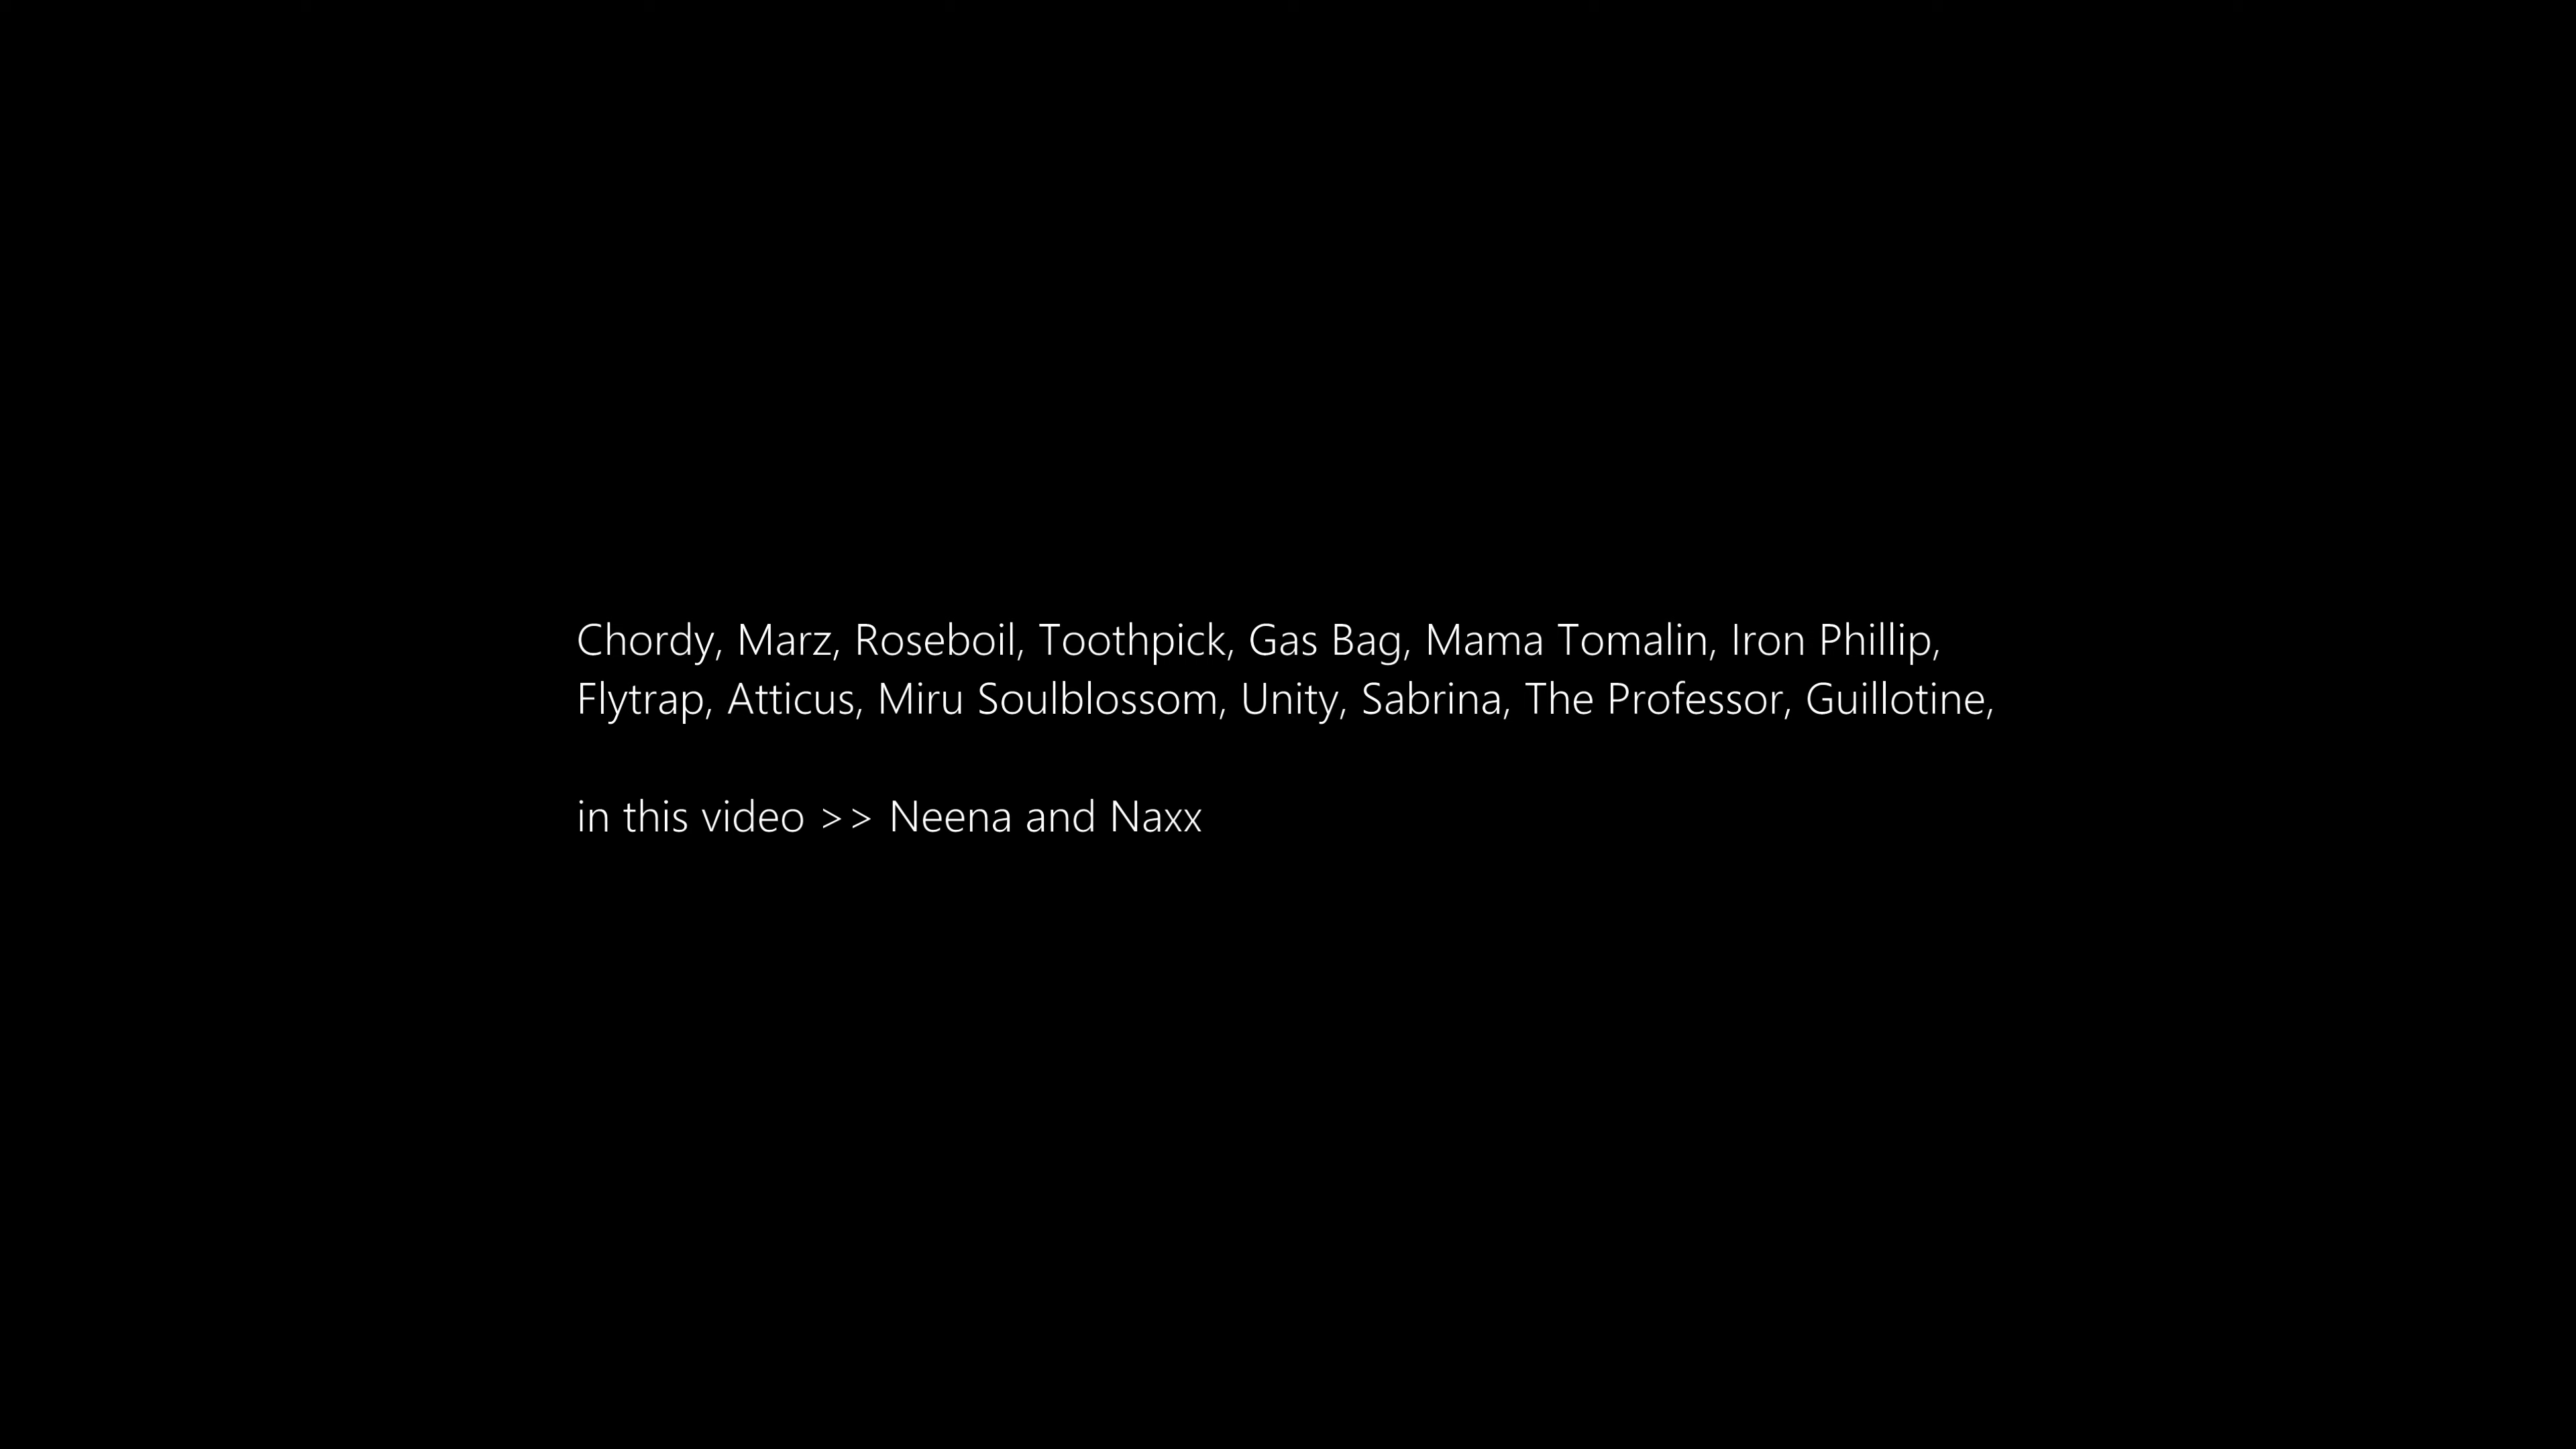 Chordy, Marz, Roseboil, Toothpick, Gas Bag, Mama Tomalin, Iron Phillip,
Flytrap, Atticus, Miru Soulblossom, Unity, Sabrina, The Professor, Guillotine,
in this video >> Neena and Naxx